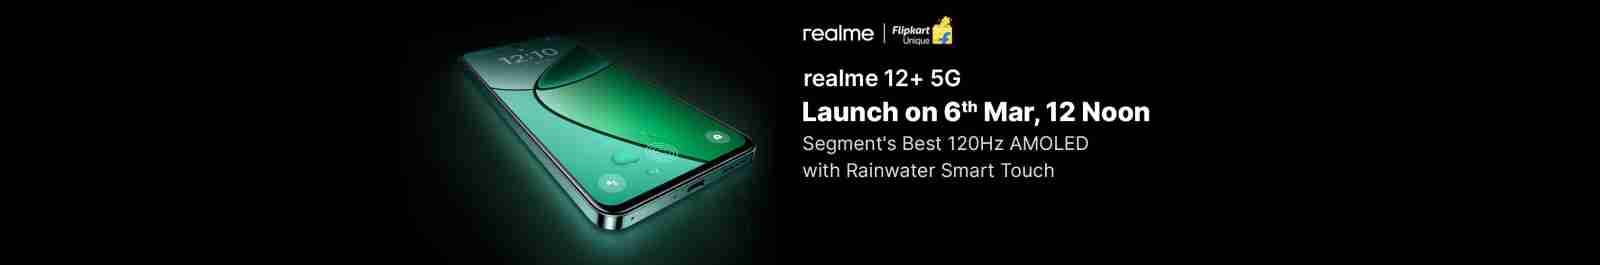 12:10
realme | Flipkart
Unique
realme 12+ 5G
Launch on 6th Mar, 12 Noon
Segment's Best 120Hz AMOLED
with Rainwater Smart Touch